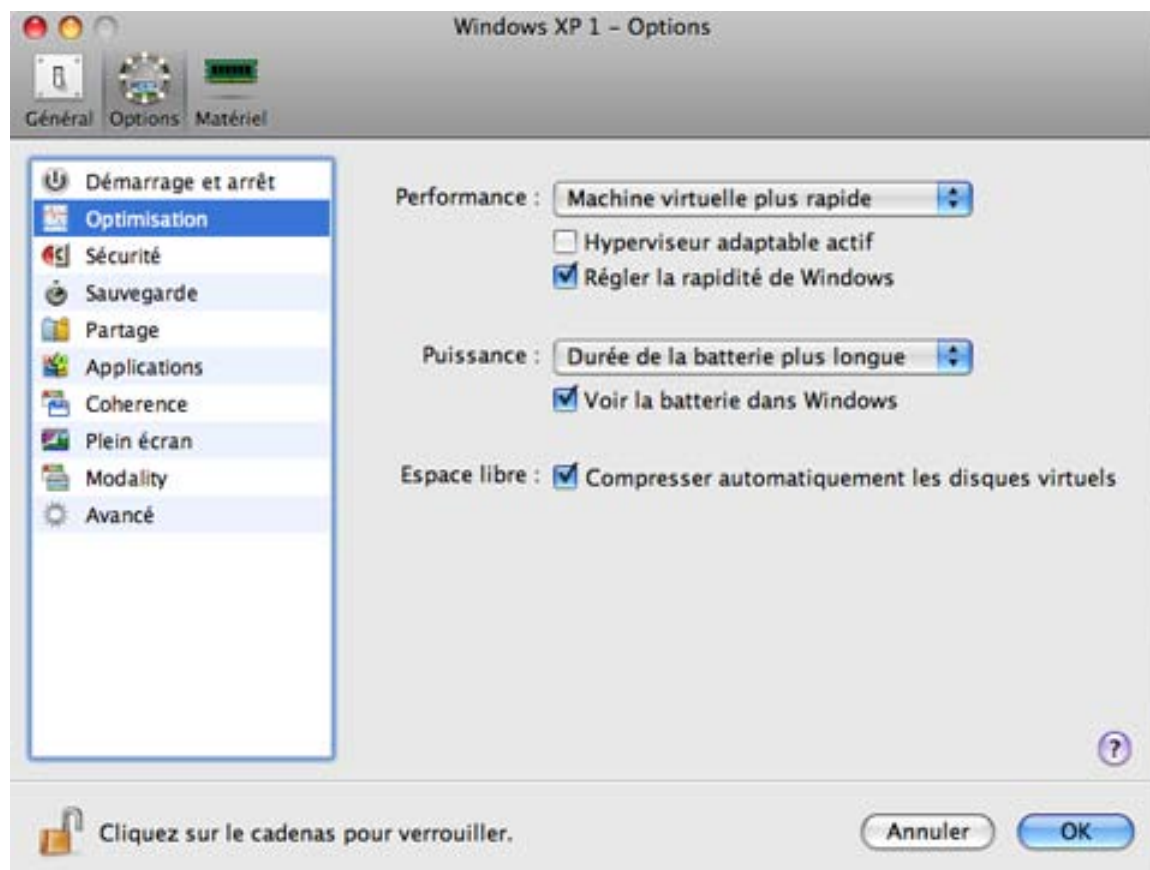 Windows XP 1 – Options
Général Options Matériel
Démarrage et arrêt
Optimisation
Sécurité
Sauvegarde
Partage
Applications
Coherence
Plein écran
Modality
Avancé
Performance : Machine virtuelle plus rapide
Hyperviseur adaptable actif
Régler la rapidité de Windows
Puissance : Durée de la batterie plus longue
Voir la batterie dans Windows
Espace libre : Compresser automatiquement les disques virtuels
?
Cliquez sur le cadenas pour verrouiller.
Annuler OK